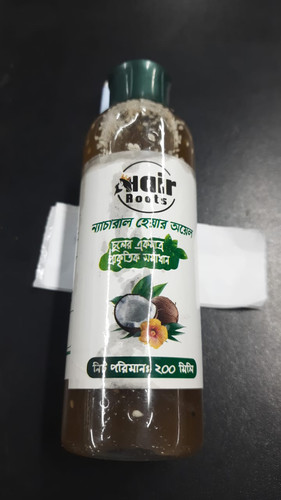 Hair
Roots
ন্যাচারাল হেয়ার অয়েল
চুলের একমাত্র
প্রাকৃতিক সমাধান
নিট পরিমানঃ ২০০ মিলি